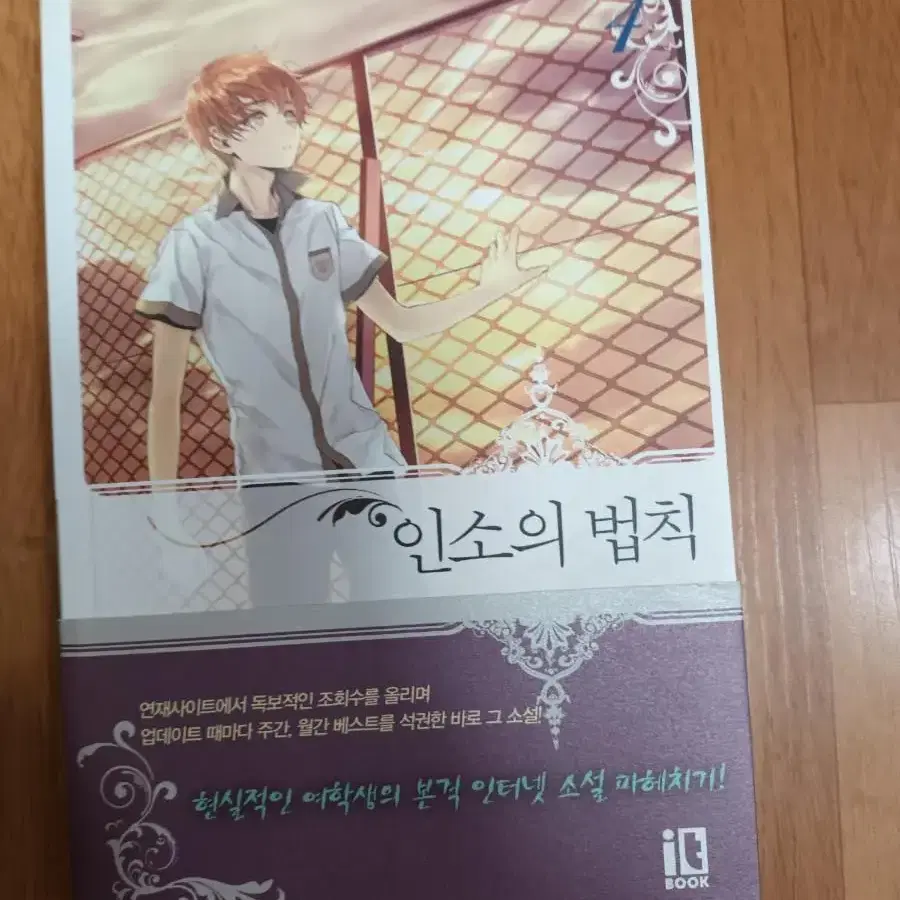 인소의 법칙
연재사이트에서 독보적인 조회수를 올리며
업데이트 때마다 주간, 월간 베스트를 석권한 바로 그 소설!
현실적인 여학생의 본격 인터넷 소설 파헤치기!
it
BOOK